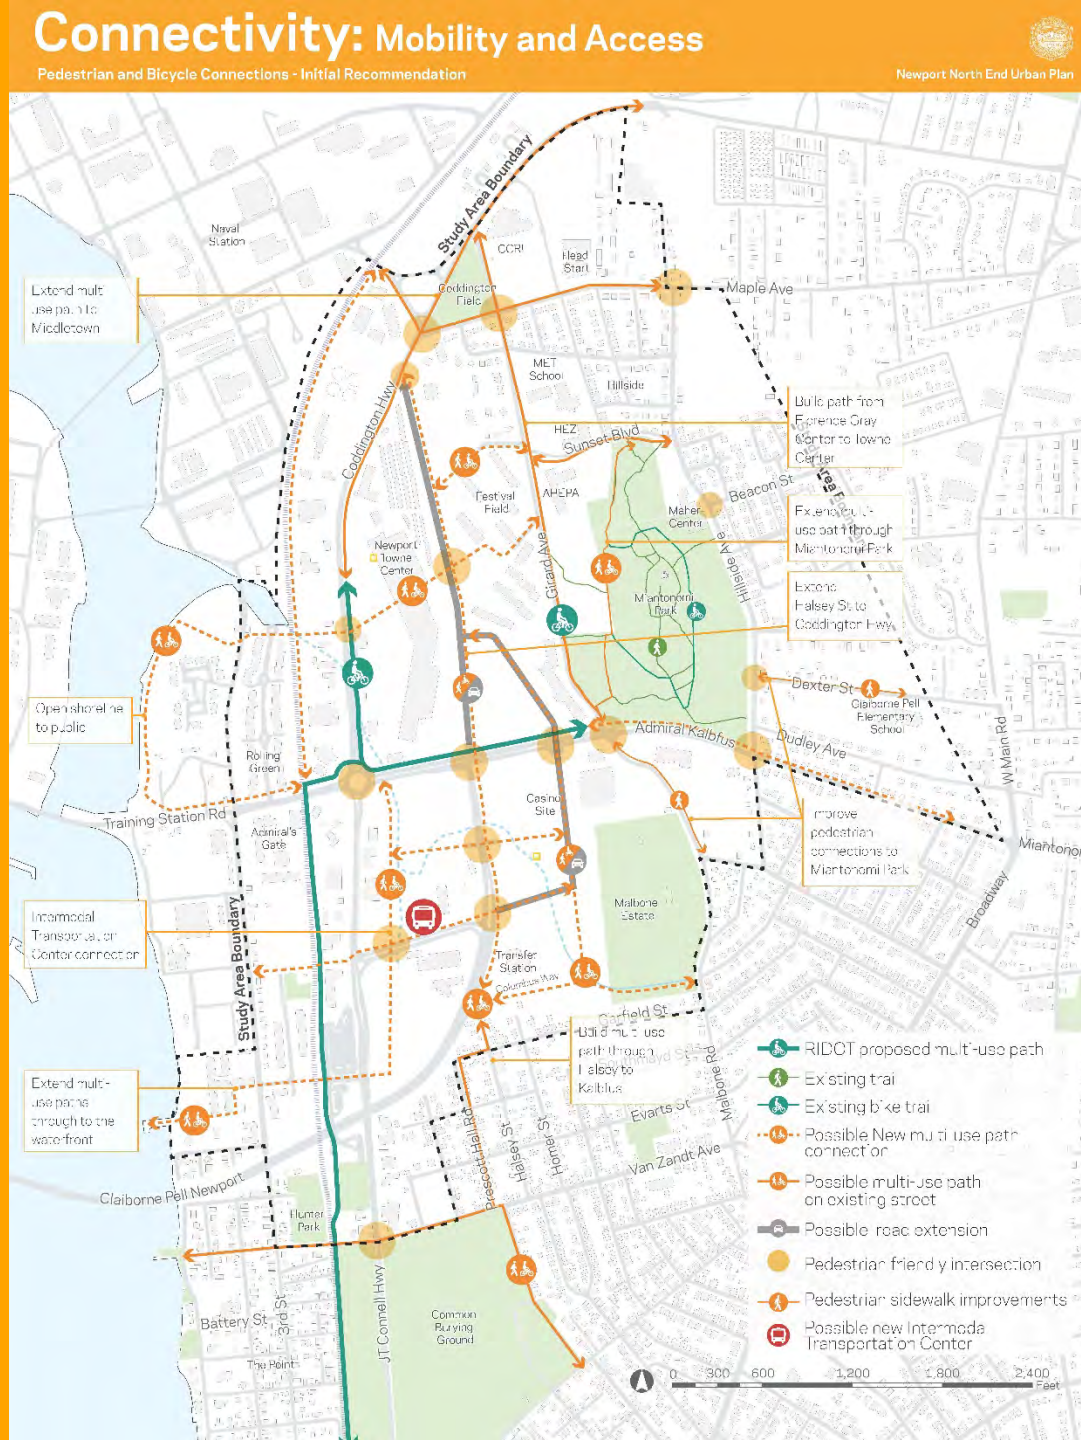 Connectivity: Mobility and Access
Pedestrian and Bicycle Connections - Initial Recommendation
Newport North End Urban Plan
Study Area Boundary
Naval
Station
CCRI
Head
Start
Coddington
Field
Maple Ave
Extend multi
use path to
Middletown
MET
School
Hillside
Coddington Hwy
HEZ
Sunset Blvd
Build path from
Florence Gray
Center to Towne
Center
Beacon St
Festival
Field
AHEPA
Maher
Center
Extend multi-
use path through
Miantonomi Park
Newport
Towne
Center
Girard Ave
Hillside Ave
Miantonomi
Park
Extend
Halsey St to
Coddington Hwy
Dexter St
Claiborne Pell
Elementary
School
Open shoreline
to public
Rolling
Green
Admiral Kalbfus
Dudley Ave
W Main Rd
Training Station Rd
Admiral's
Gate
Casino
Site
Improve
pedestrian
connections to
Miantonomi Park
Broadway
Malbone
Estate
Intermodal
Transportation
Center connection
Study Area Boundary
Transfer
Station
Columbus Way
Garfield St
Build multi use
path through
Halsey to
Kalbfus
Malbone Rd
Extend multi-
use paths
through to the
waterfront
Prescott Hall Rd
Halsey St
Homer St
Evarts St
Van Zandt Ave
Claiborne Pell Newport
Hunter
Park
JT Connell Hwy
3rd St
Battery St
The Point
Common
Burying
Ground
RIDOT proposed multi-use path
Existing trail
Existing bike trail
Possible New multi use path
connection
Possible multi-use path
on existing street
Possible road extension
Pedestrian friendly intersection
Pedestrian sidewalk improvements
Possible new Intermoda
Transportation Center
0 300 600 1,200 1,800 2,400
Feet